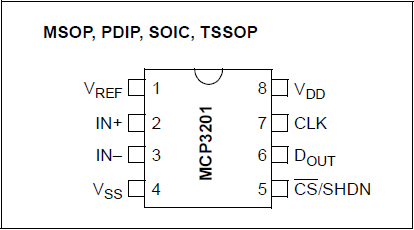 MSOP, PDIP, SOIC, TSSOP
VREF 1 8 VDD
IN+ 2 7 CLK
IN– 3 6 DOUT
VSS 4 5 C̅S̅/SHDN
MCP3201